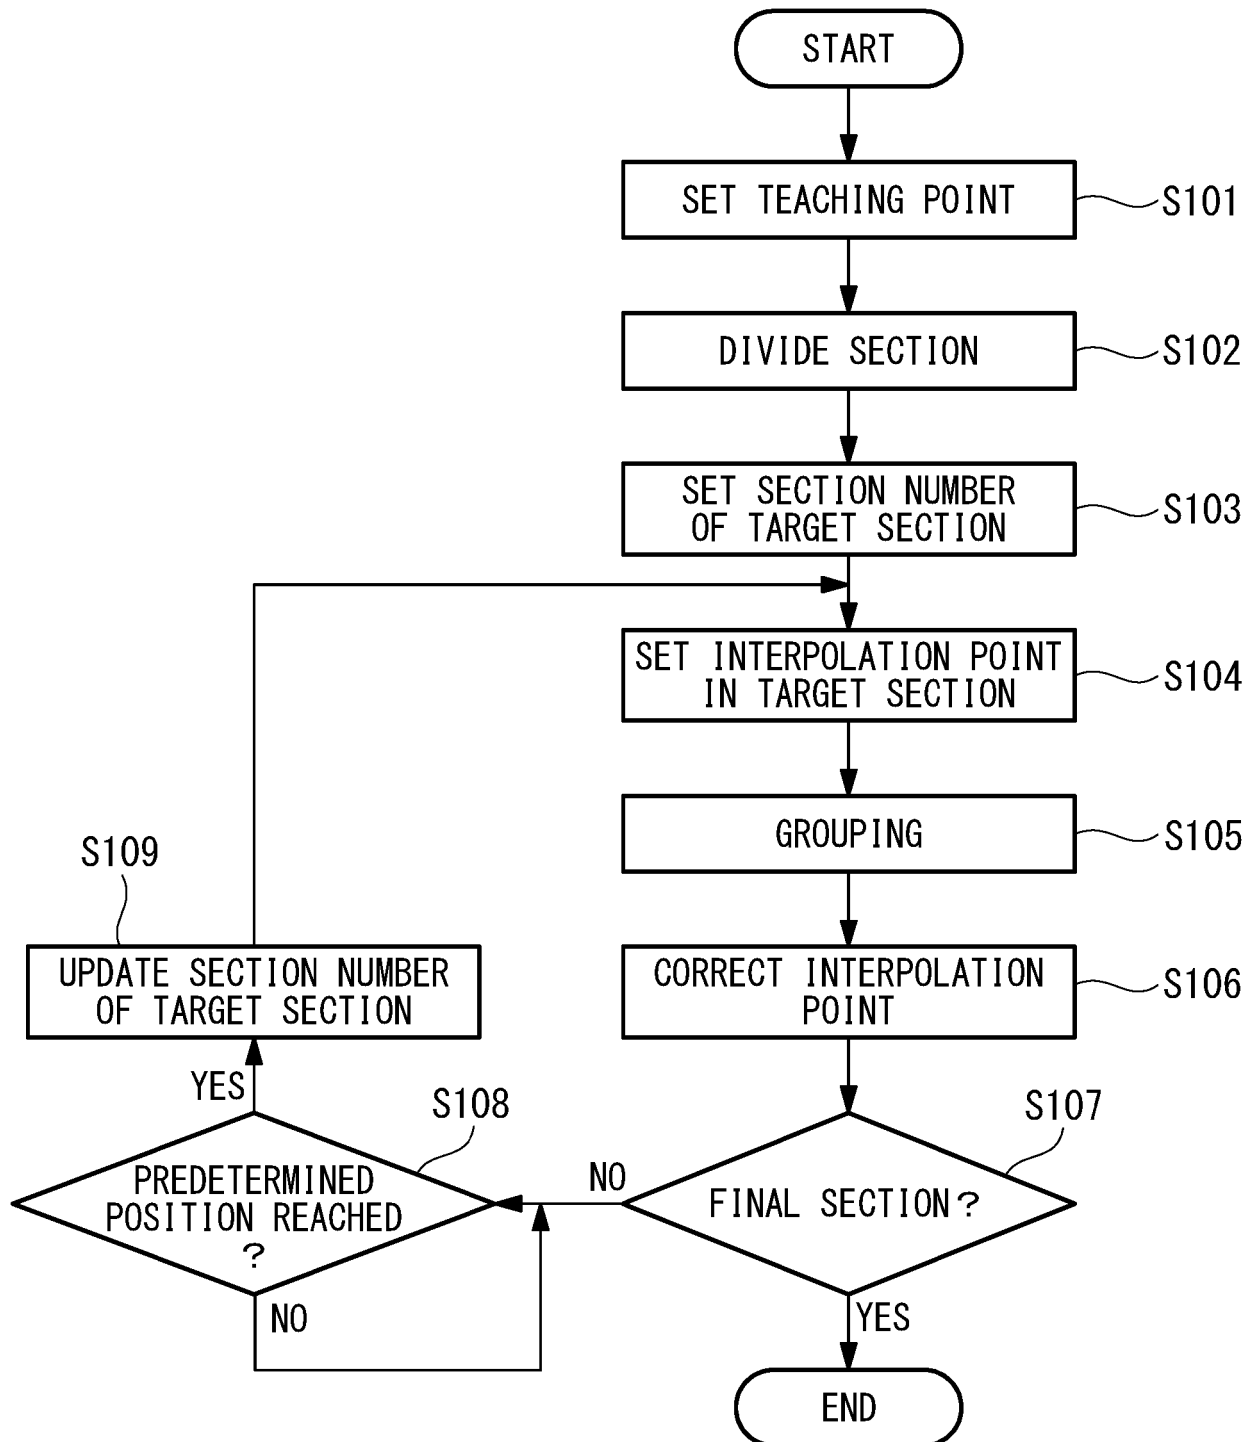 START
SET TEACHING POINT
S101
DIVIDE SECTION
S102
SET SECTION NUMBER
OF TARGET SECTION
S103
SET INTERPOLATION POINT
IN TARGET SECTION
S104
GROUPING
S105
CORRECT INTERPOLATION
POINT
S106
FINAL SECTION?
S107
NO
YES
PREDETERMINED
POSITION REACHED
?
S108
NO
YES
UPDATE SECTION NUMBER
OF TARGET SECTION
S109
END